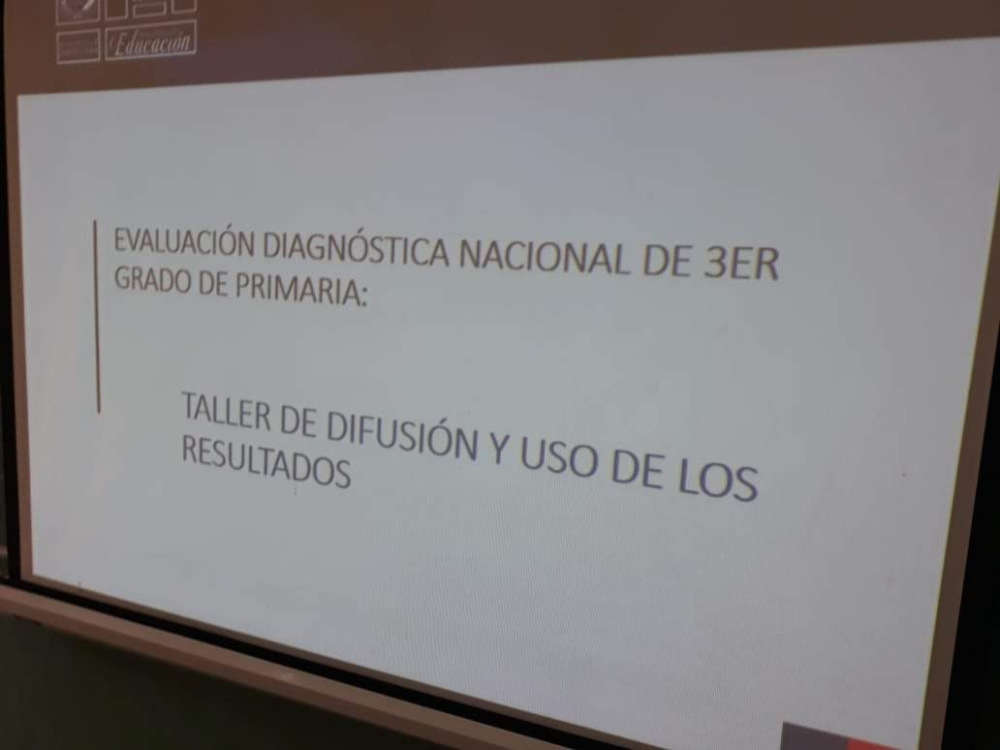 Educación
EVALUACIÓN DIAGNÓSTICA NACIONAL DE 3ER
GRADO DE PRIMARIA:
TALLER DE DIFUSIÓN Y USO DE LOS
RESULTADOS